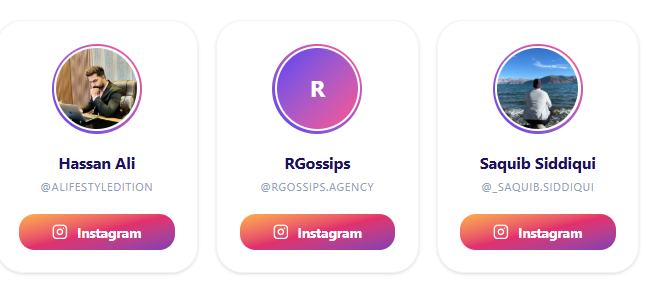 Hassan Ali
@ALIFESTYLEDITION
Instagram
R
RGossips
@RGOSSIPS.AGENCY
Instagram
Saquib Siddiqui
@_SAQUIB.SIDDIQUI
Instagram